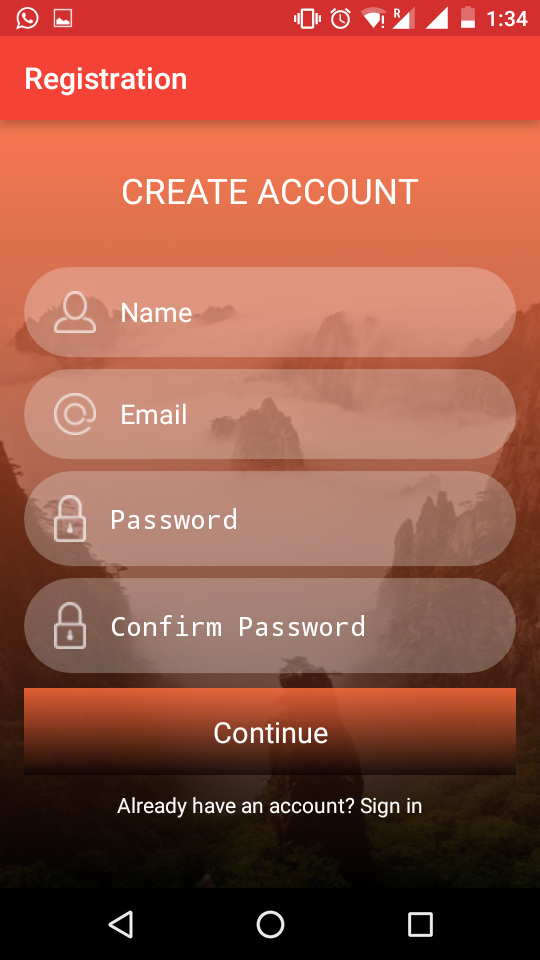 R 1:34
Registration
CREATE ACCOUNT
Name
Email
Password
Confirm Password
Continue
Already have an account? Sign in